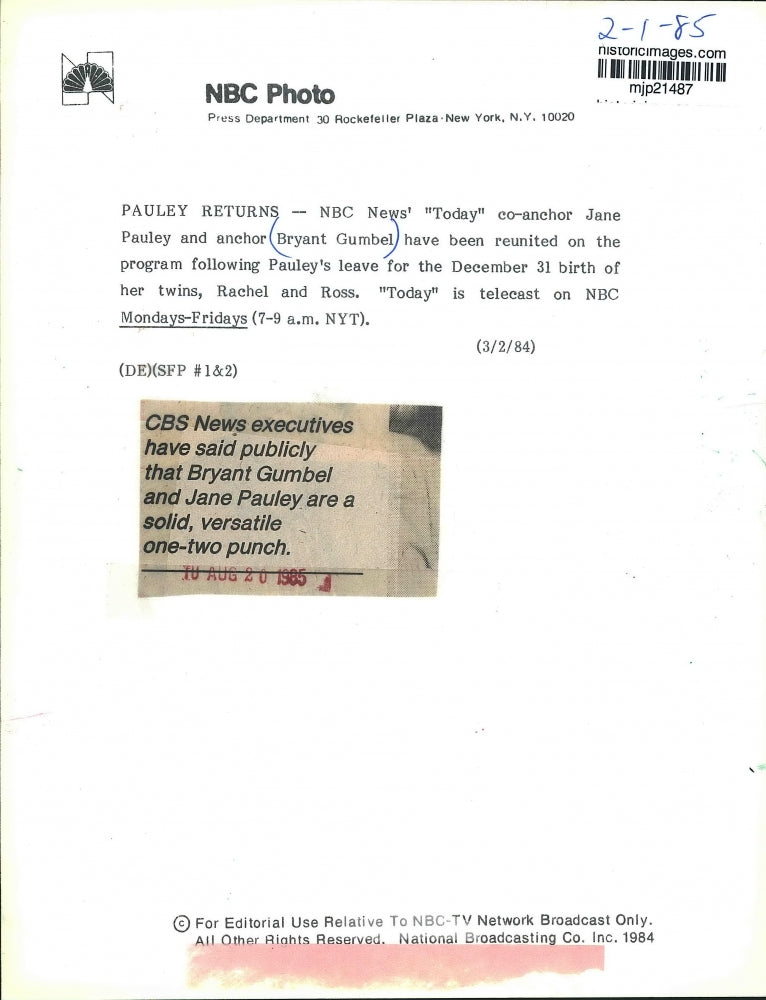 2-1-85
historicimages.com
mjp21487
NBC Photo
Press Department 30 Rockefeller Plaza·New York, N.Y. 10020
PAULEY RETURNS -- NBC News' "Today" co-anchor Jane
Pauley and anchor (Bryant Gumbel) have been reunited on the
program following Pauley's leave for the December 31 birth of
her twins, Rachel and Ross. "Today" is telecast on NBC
Mondays-Fridays (7-9 a.m. NYT).
(3/2/84)
(DE)(SFP #1&2)
CBS News executives
have said publicly
that Bryant Gumbel
and Jane Pauley are a
solid, versatile
one-two punch.
TU AUG 20 1985
© For Editorial Use Relative To NBC-TV Network Broadcast Only.
All Other Rights Reserved. National Broadcasting Co. Inc. 1984